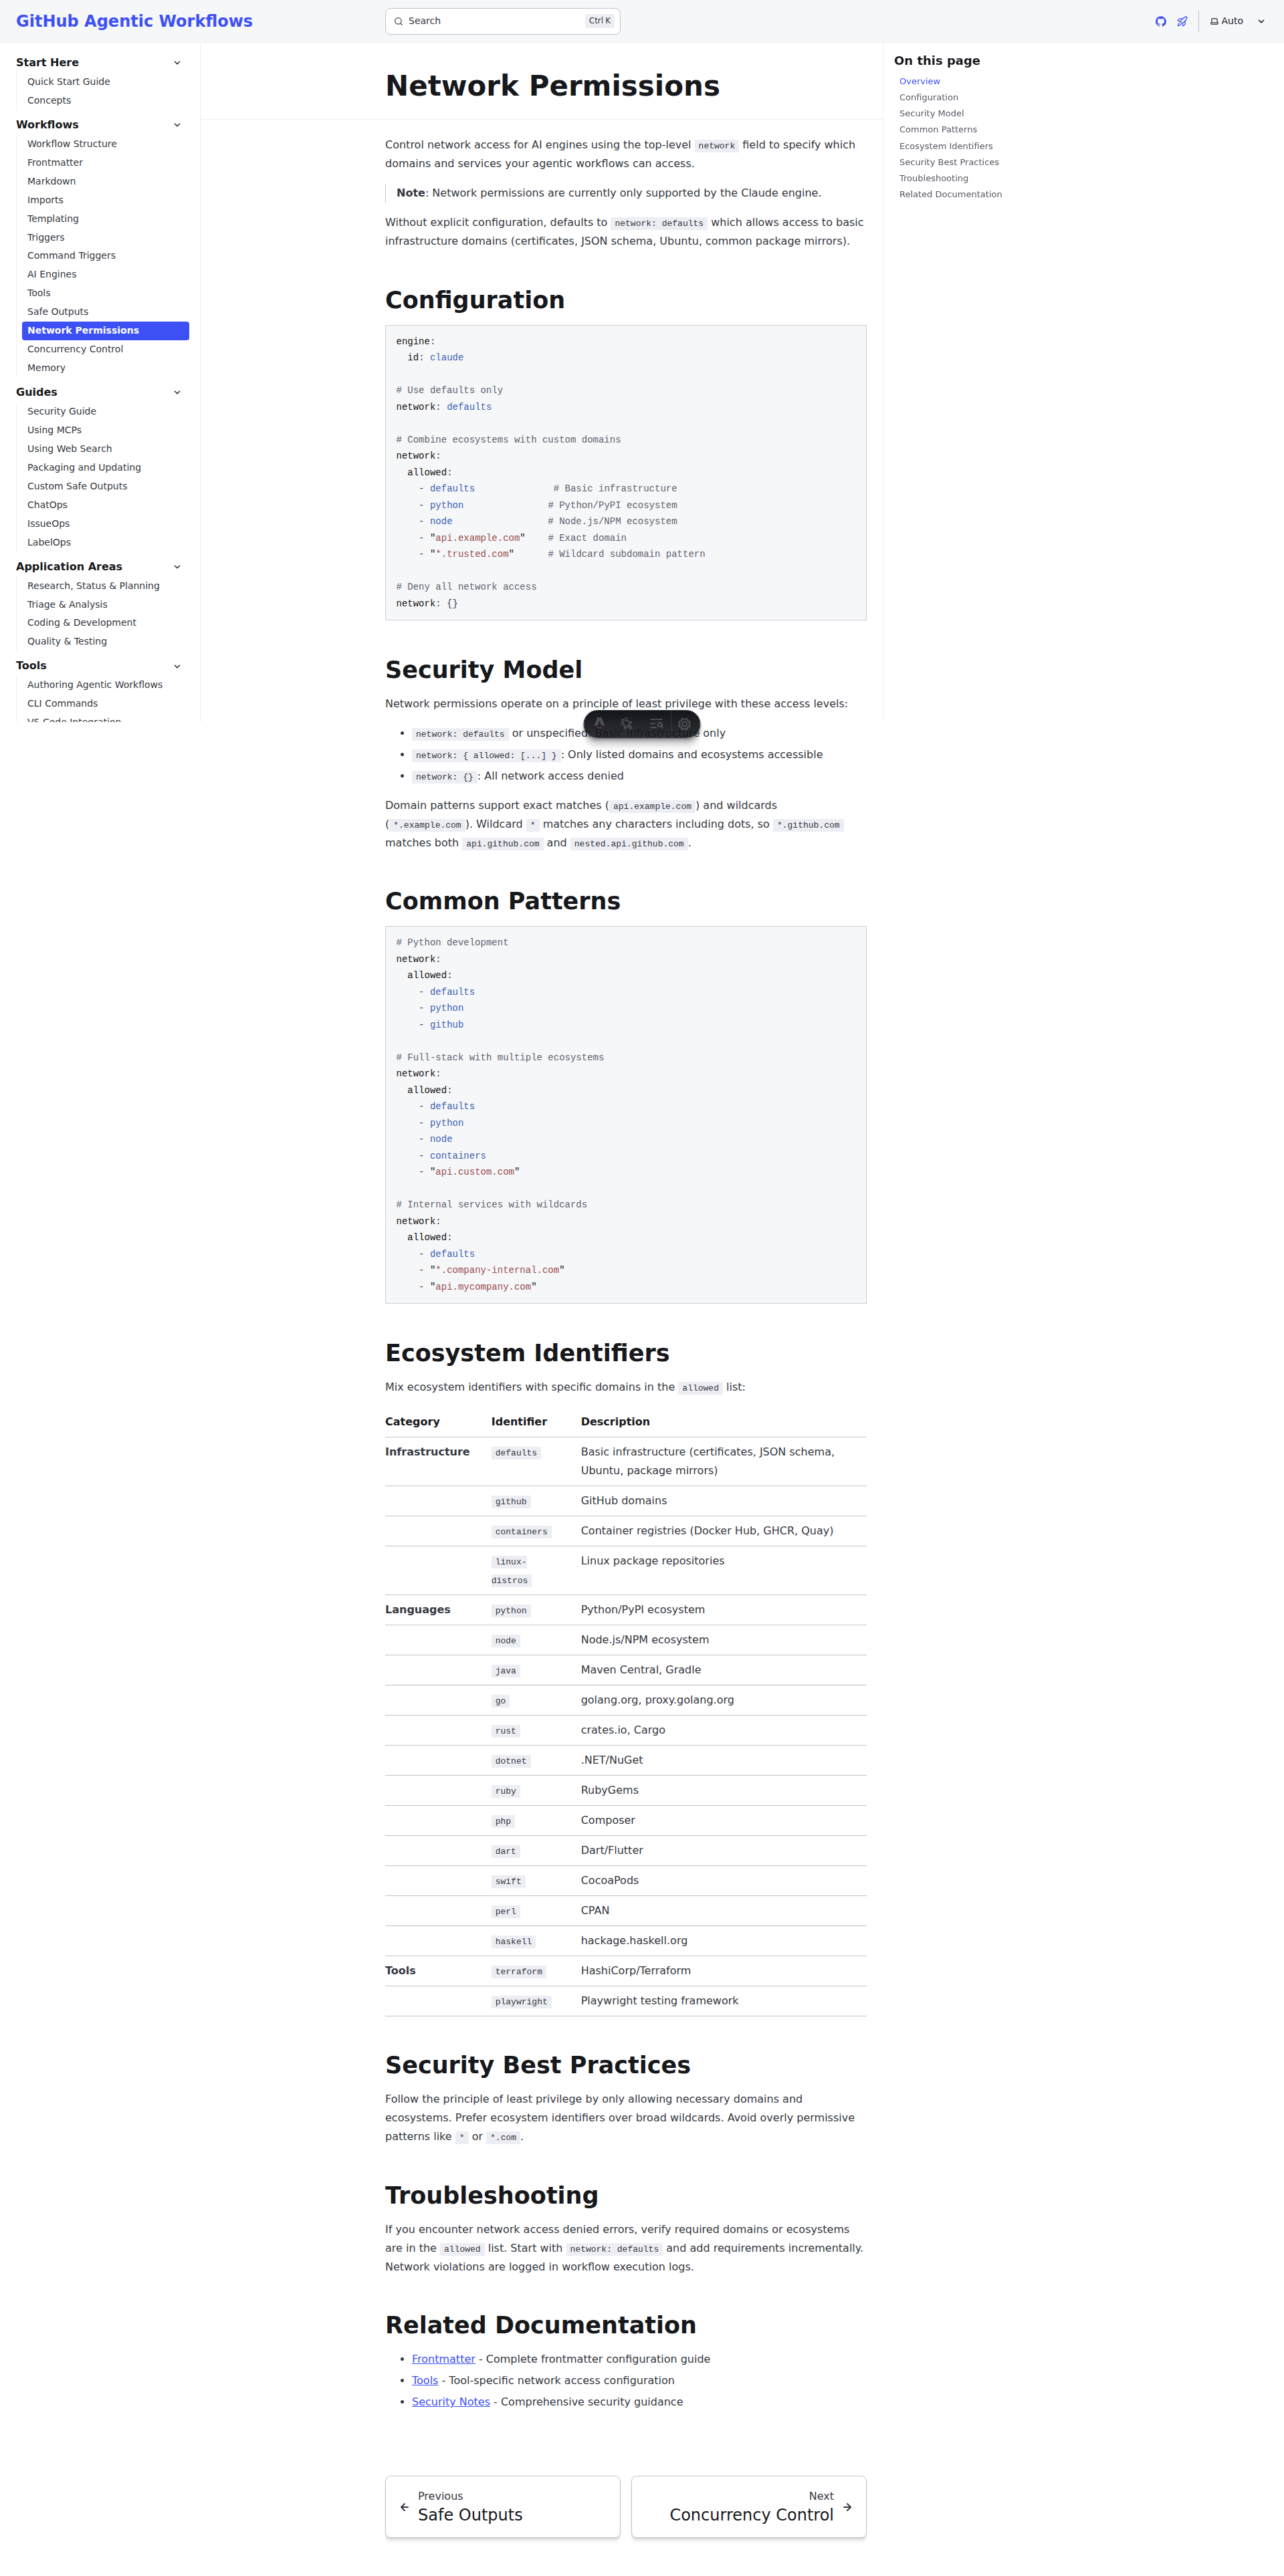 GitHub Agentic Workflows
Search
Ctrl K
Auto
Start Here
Quick Start Guide
Concepts
Workflows
Workflow Structure
Frontmatter
Markdown
Imports
Templating
Triggers
Command Triggers
AI Engines
Tools
Safe Outputs
Network Permissions
Concurrency Control
Memory
Guides
Security Guide
Using MCPs
Using Web Search
Packaging and Updating
Custom Safe Outputs
ChatOps
IssueOps
LabelOps
Application Areas
Research, Status & Planning
Triage & Analysis
Coding & Development
Quality & Testing
Tools
Authoring Agentic Workflows
CLI Commands
VS Code Integration
Network Permissions
Control network access for AI engines using the top-level network field to specify which
domains and services your agentic workflows can access.
Note: Network permissions are currently only supported by the Claude engine.
Without explicit configuration, defaults to network: defaults which allows access to basic
infrastructure domains (certificates, JSON schema, Ubuntu, common package mirrors).
Configuration
engine:
  id: claude
# Use defaults only
network: defaults
# Combine ecosystems with custom domains
network:
  allowed:
    - defaults              # Basic infrastructure
    - python               # Python/PyPI ecosystem
    - node                 # Node.js/NPM ecosystem
    - "api.example.com"    # Exact domain
    - "*.trusted.com"      # Wildcard subdomain pattern
# Deny all network access
network: {}
Security Model
Network permissions operate on a principle of least privilege with these access levels:
• network: defaults or unspecified: Basic infrastructure only
• network: { allowed: [...] }: Only listed domains and ecosystems accessible
• network: {}: All network access denied
Domain patterns support exact matches (api.example.com) and wildcards
(*.example.com). Wildcard * matches any characters including dots, so *.github.com
matches both api.github.com and nested.api.github.com.
Common Patterns
# Python development
network:
  allowed:
    - defaults
    - python
    - github
# Full-stack with multiple ecosystems
network:
  allowed:
    - defaults
    - python
    - node
    - containers
    - "api.custom.com"
# Internal services with wildcards
network:
  allowed:
    - defaults
    - "*.company-internal.com"
    - "api.mycompany.com"
Ecosystem Identifiers
Mix ecosystem identifiers with specific domains in the allowed list:
Category Identifier Description
Infrastructure defaults Basic infrastructure (certificates, JSON schema,
Ubuntu, package mirrors)
github GitHub domains
containers Container registries (Docker Hub, GHCR, Quay)
linux- Linux package repositories
distros
Languages python Python/PyPI ecosystem
node Node.js/NPM ecosystem
java Maven Central, Gradle
go golang.org, proxy.golang.org
rust crates.io, Cargo
dotnet .NET/NuGet
ruby RubyGems
php Composer
dart Dart/Flutter
swift CocoaPods
perl CPAN
haskell hackage.haskell.org
Tools terraform HashiCorp/Terraform
playwright Playwright testing framework
Security Best Practices
Follow the principle of least privilege by only allowing necessary domains and
ecosystems. Prefer ecosystem identifiers over broad wildcards. Avoid overly permissive
patterns like * or *.com.
Troubleshooting
If you encounter network access denied errors, verify required domains or ecosystems
are in the allowed list. Start with network: defaults and add requirements incrementally.
Network violations are logged in workflow execution logs.
Related Documentation
• Frontmatter - Complete frontmatter configuration guide
• Tools - Tool-specific network access configuration
• Security Notes - Comprehensive security guidance
Previous
Safe Outputs
Next
Concurrency Control
On this page
Overview
Configuration
Security Model
Common Patterns
Ecosystem Identifiers
Security Best Practices
Troubleshooting
Related Documentation